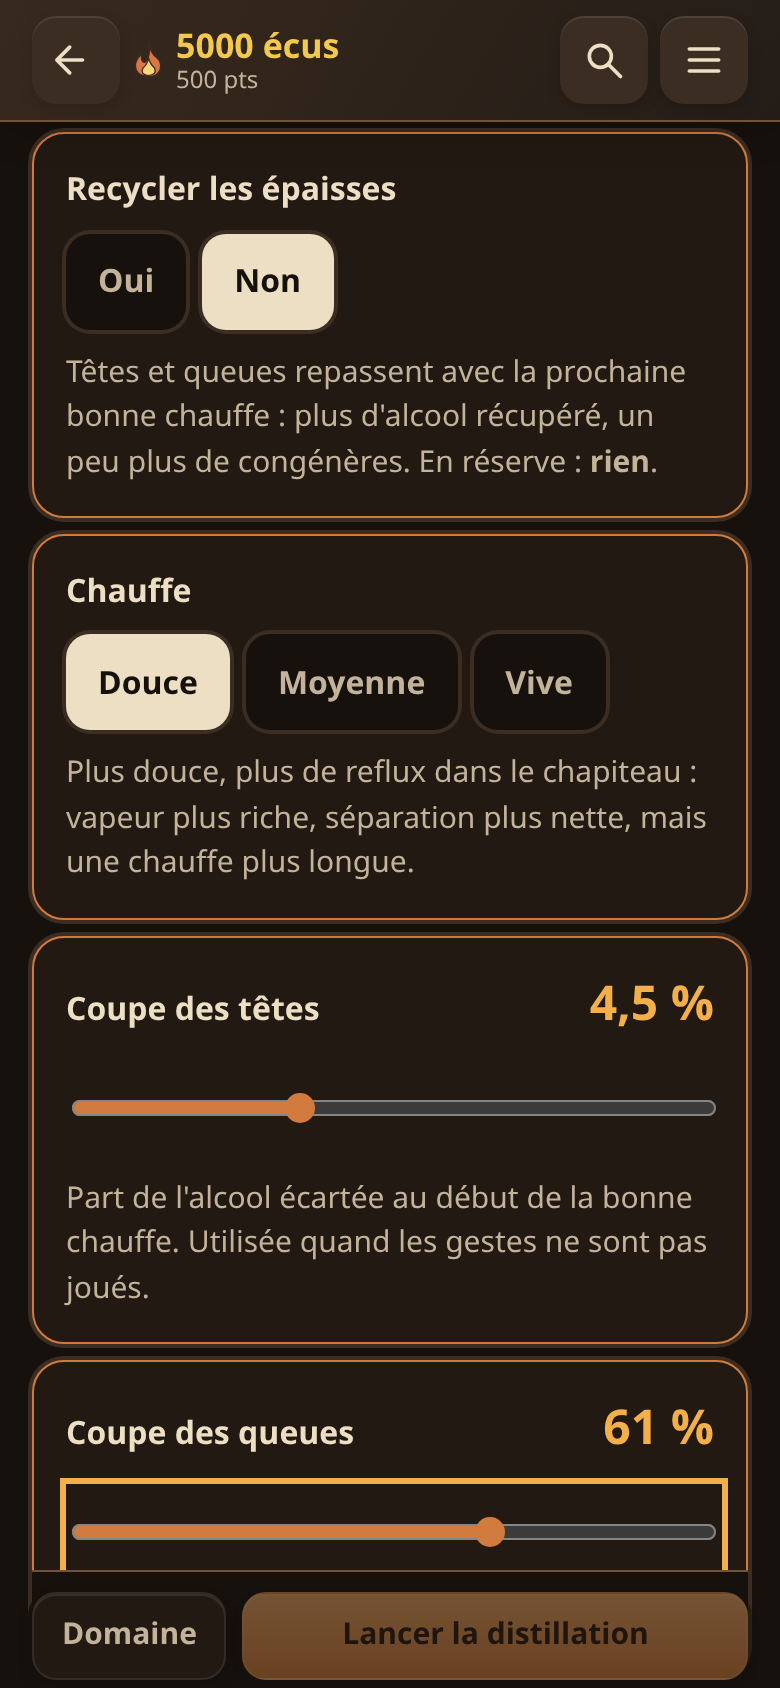 5000 écus
500 pts
Recycler les épaisses
Oui
Non
Têtes et queues repassent avec la prochaine
bonne chauffe : plus d'alcool récupéré, un
peu plus de congénères. En réserve : rien.
Chauffe
Douce
Moyenne
Vive
Plus douce, plus de reflux dans le chapiteau :
vapeur plus riche, séparation plus nette, mais
une chauffe plus longue.
Coupe des têtes
4,5 %
Part de l'alcool écartée au début de la bonne
chauffe. Utilisée quand les gestes ne sont pas
joués.
Coupe des queues
61 %
Domaine
Lancer la distillation